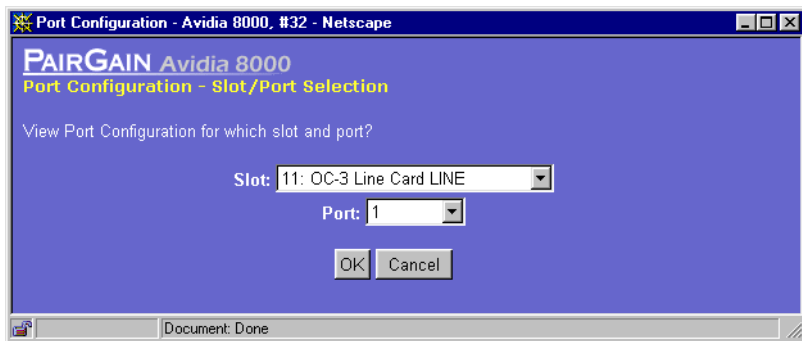 Port Configuration - Avidia 8000, #32 - Netscape
PAIRGAIN Avidia 8000
Port Configuration - Slot/Port Selection
View Port Configuration for which slot and port?
Slot: 11: OC-3 Line Card LINE
Port: 1
OK Cancel
Document: Done